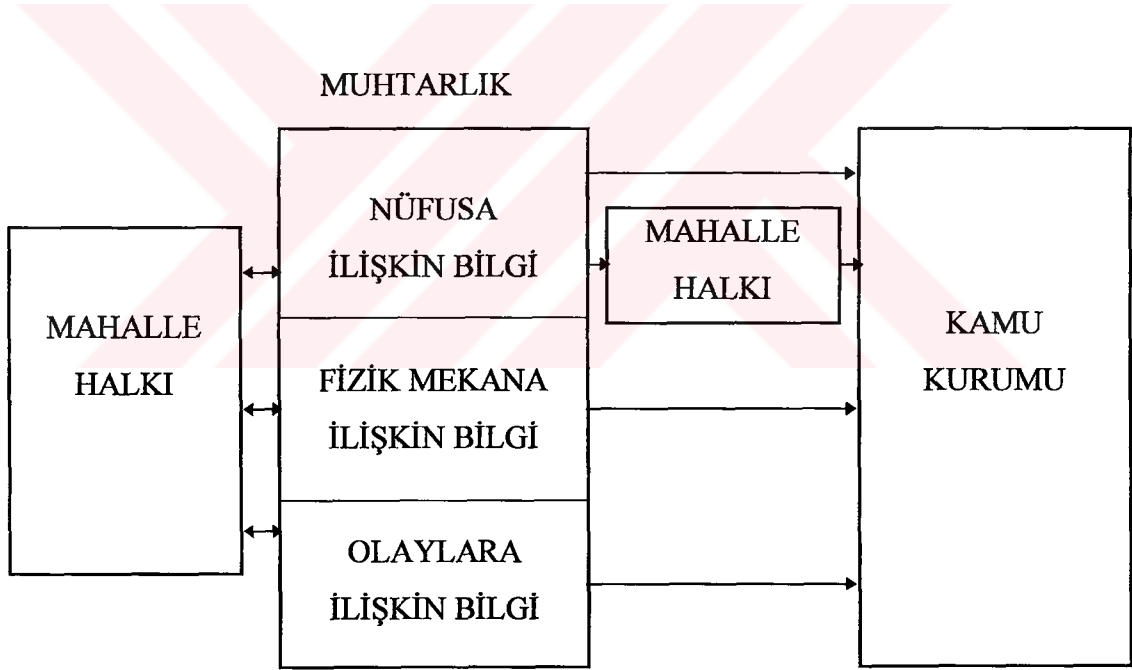 MUHTARLIK
MAHALLE
HALKI
NÜFUSA
İLİŞKİN BİLGİ
FİZİK MEKANA
İLİŞKİN BİLGİ
OLAYLARA
İLİŞKİN BİLGİ
MAHALLE
HALKI
KAMU
KURUMU